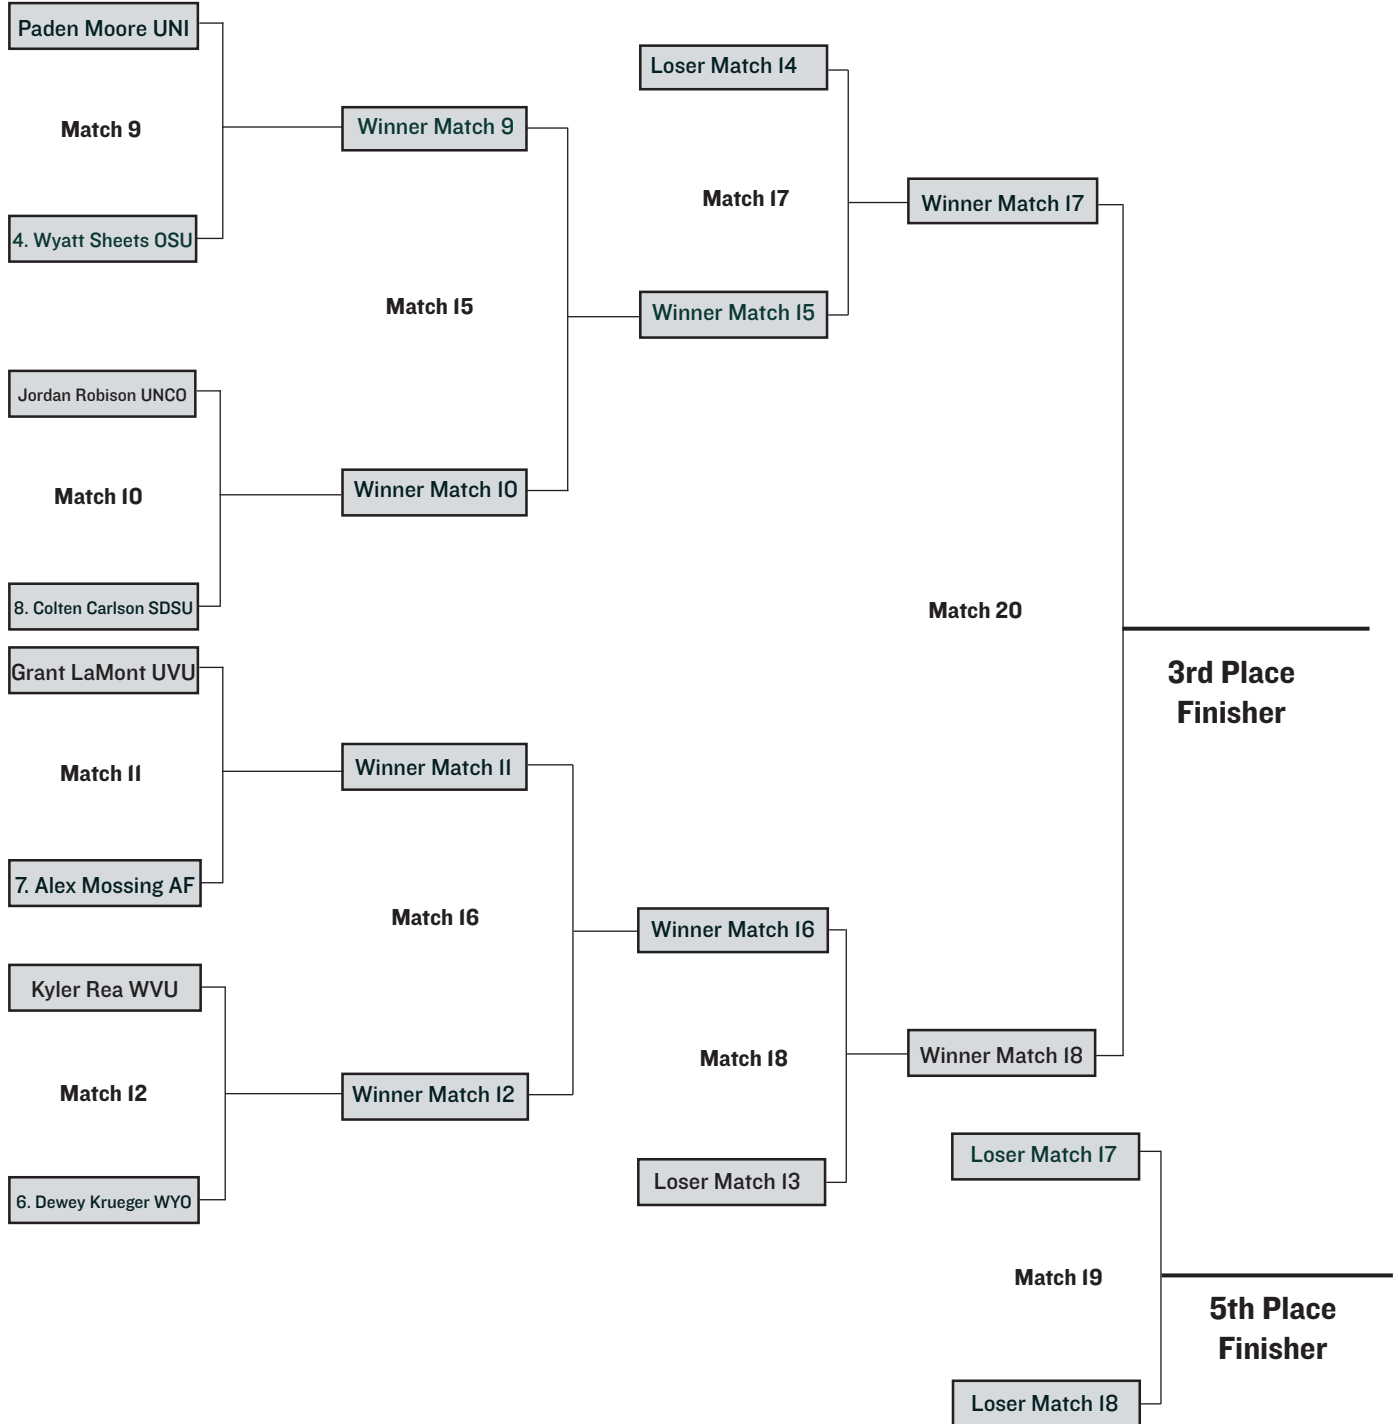 Paden Moore UNI
Match 9
4. Wyatt Sheets OSU
Jordan Robison UNCO
Match 10
8. Colten Carlson SDSU
Grant LaMont UVU
Match 11
7. Alex Mossing AF
Kyler Rea WVU
Match 12
6. Dewey Krueger WYO
Winner Match 9
Match 15
Winner Match 10
Winner Match 11
Match 16
Winner Match 12
Loser Match 14
Match 17
Winner Match 15
Winner Match 16
Match 18
Loser Match 13
Winner Match 17
Match 20
Winner Match 18
3rd Place
Finisher
Loser Match 17
Match 19
Loser Match 18
5th Place
Finisher